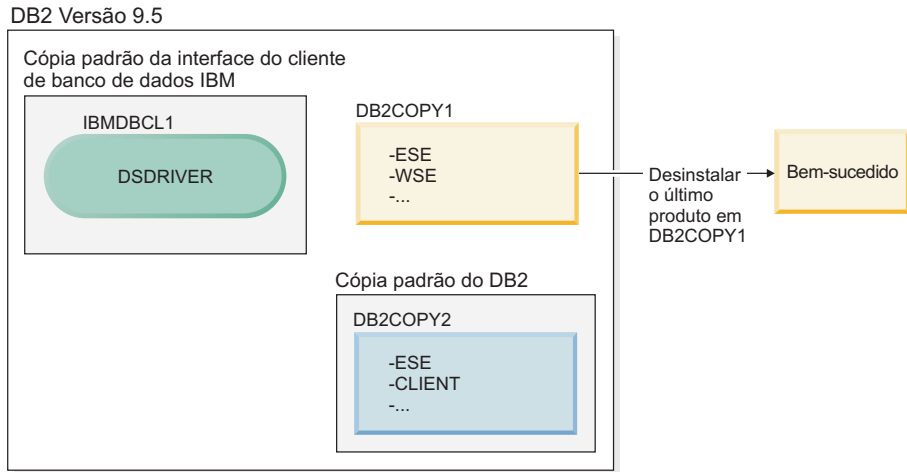 DB2 Versão 9.5
Cópia padrão da interface do cliente
de banco de dados IBM
IBMDBCL1
DSDRIVER
DB2COPY1
-ESE
-WSE
-...
Desinstalar
o último
produto em
DB2COPY1
Bem-sucedido
Cópia padrão do DB2
DB2COPY2
-ESE
-CLIENT
-...